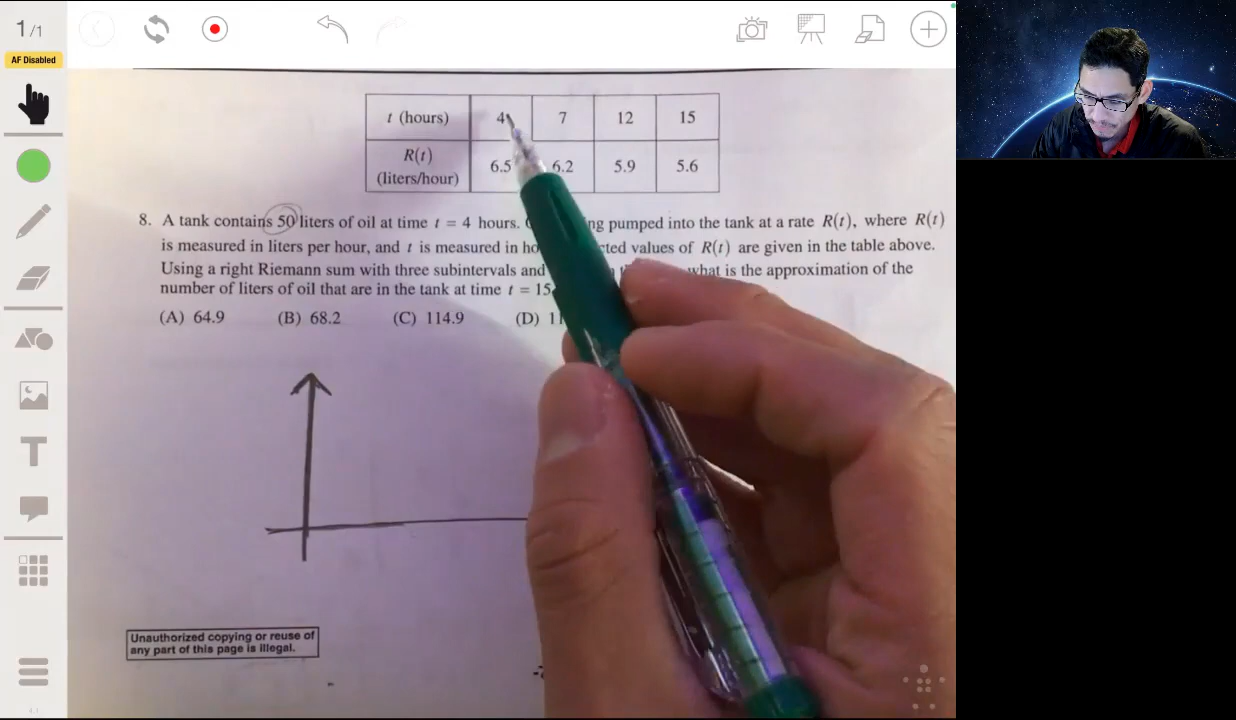 1/1
AF Disabled
t (hours) 4 7 12 15
R(t) (liters/hour) 6.5 6.2 5.9 5.6
8. A tank contains 50 liters of oil at time t = 4 hours. ng pumped into the tank at a rate R(t), where R(t)
is measured in liters per hour, and t is measured in ho cted values of R(t) are given in the table above.
Using a right Riemann sum with three subintervals and what is the approximation of the
number of liters of oil that are in the tank at time t = 15
(A) 64.9 (B) 68.2 (C) 114.9 (D) 11
T
Unauthorized copying or reuse of
any part of this page is illegal.